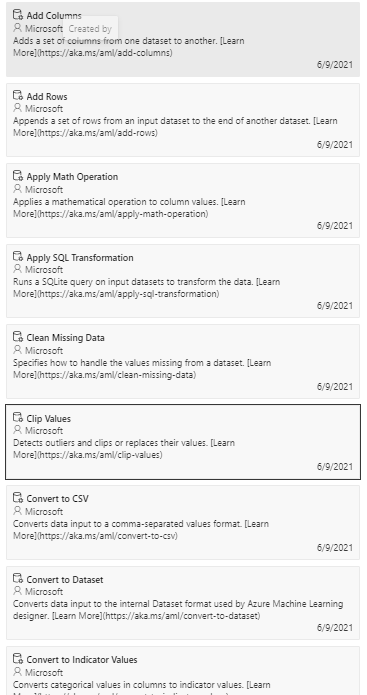 Add Columns
Microsoft
Created by
Adds a set of columns from one dataset to another. [Learn
More](https://aka.ms/aml/add-columns)
6/9/2021
Add Rows
Microsoft
Appends a set of rows from an input dataset to the end of another dataset. [Learn
More](https://aka.ms/aml/add-rows)
6/9/2021
Apply Math Operation
Microsoft
Applies a mathematical operation to column values. [Learn
More](https://aka.ms/aml/apply-math-operation)
6/9/2021
Apply SQL Transformation
Microsoft
Runs a SQLite query on input datasets to transform the data. [Learn
More](https://aka.ms/aml/apply-sql-transformation)
6/9/2021
Clean Missing Data
Microsoft
Specifies how to handle the values missing from a dataset. [Learn
More](https://aka.ms/aml/clean-missing-data)
6/9/2021
Clip Values
Microsoft
Detects outliers and clips or replaces their values. [Learn
More](https://aka.ms/aml/clip-values)
6/9/2021
Convert to CSV
Microsoft
Converts data input to a comma-separated values format. [Learn
More](https://aka.ms/aml/convert-to-csv)
6/9/2021
Convert to Dataset
Microsoft
Converts data input to the internal Dataset format used by Azure Machine Learning
designer. [Learn More](https://aka.ms/aml/convert-to-dataset)
6/9/2021
Convert to Indicator Values
Microsoft
Converts categorical values in columns to indicator values. [Learn